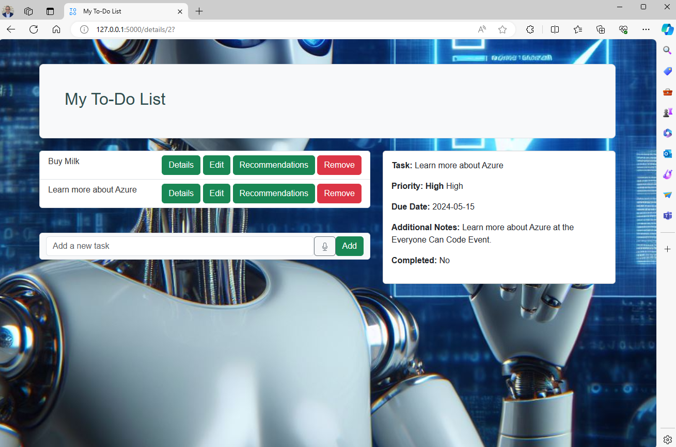 My To-Do List
127.0.0.1:5000/details/27
My To-Do List
Buy Milk
Details Edit Recommendations Remove
Learn more about Azure
Details Edit Recommendations Remove
Add a new task
Add
Task: Learn more about Azure
Priority: High High
Due Date: 2024-05-15
Additional Notes: Learn more about Azure at the
Everyone Can Code Event.
Completed: No